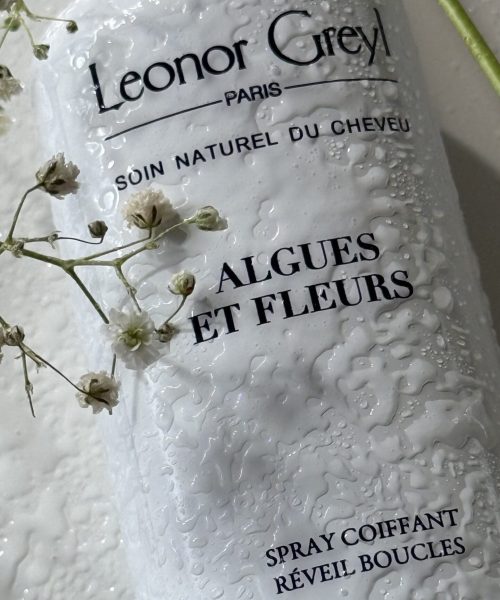 Leonor Greyl
PARIS
SOIN NATUREL DU CHEVEU
ALGUES
ET FLEURS
SPRAY COIFFANT
RÉVEIL BOUCLES